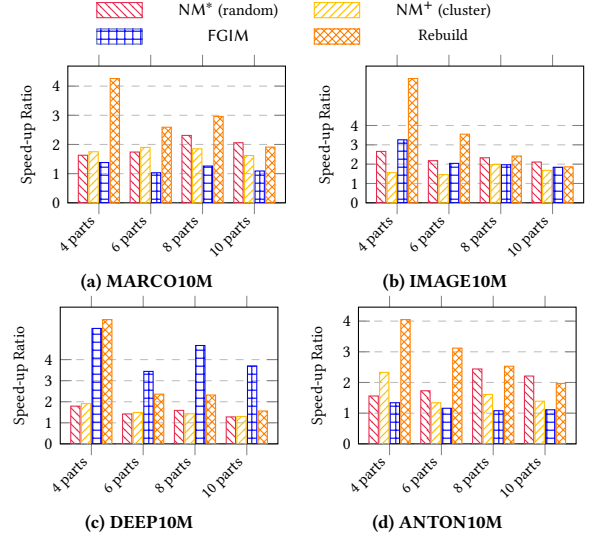 NM* (random) NM+ (cluster)
FGIM Rebuild
Speed-up Ratio
4
3
2
1
0
4 parts 6 parts 8 parts 10 parts
(a) MARCO10M
Speed-up Ratio
4
3
2
1
0
4 parts 6 parts 8 parts 10 parts
(b) IMAGE10M
Speed-up Ratio
4
3
2
1
0
4 parts 6 parts 8 parts 10 parts
(c) DEEP10M
Speed-up Ratio
4
3
2
1
0
4 parts 6 parts 8 parts 10 parts
(d) ANTON10M